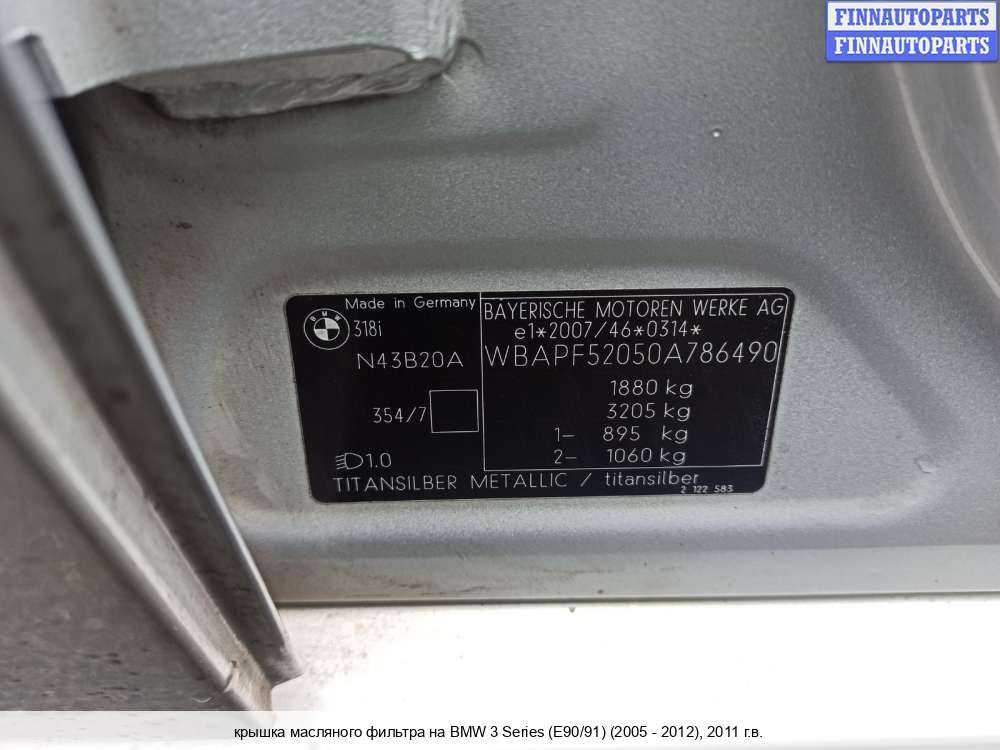 FINNAUTOPARTS
FINNAUTOPARTS
Made in Germany
BMW
318i
N43B20A
354/7
1.0
BAYERISCHE MOTOREN WERKE AG
e1*2007/46*0314*
WBAPF52050A786490
1880 kg
3205 kg
1- 895 kg
2- 1060 kg
TITANSILBER METALLIC / titansilber
2 122 583
крышка масляного фильтра на BMW 3 Series (E90/91) (2005 - 2012), 2011 г.в.